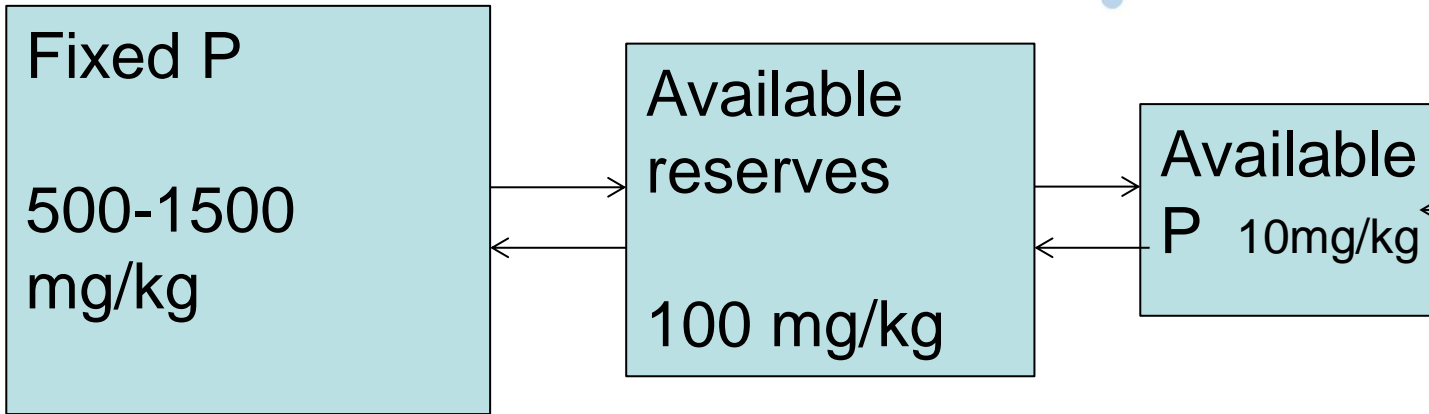 Fixed P
500-1500
mg/kg
Available
reserves
100 mg/kg
Available
P 10mg/kg